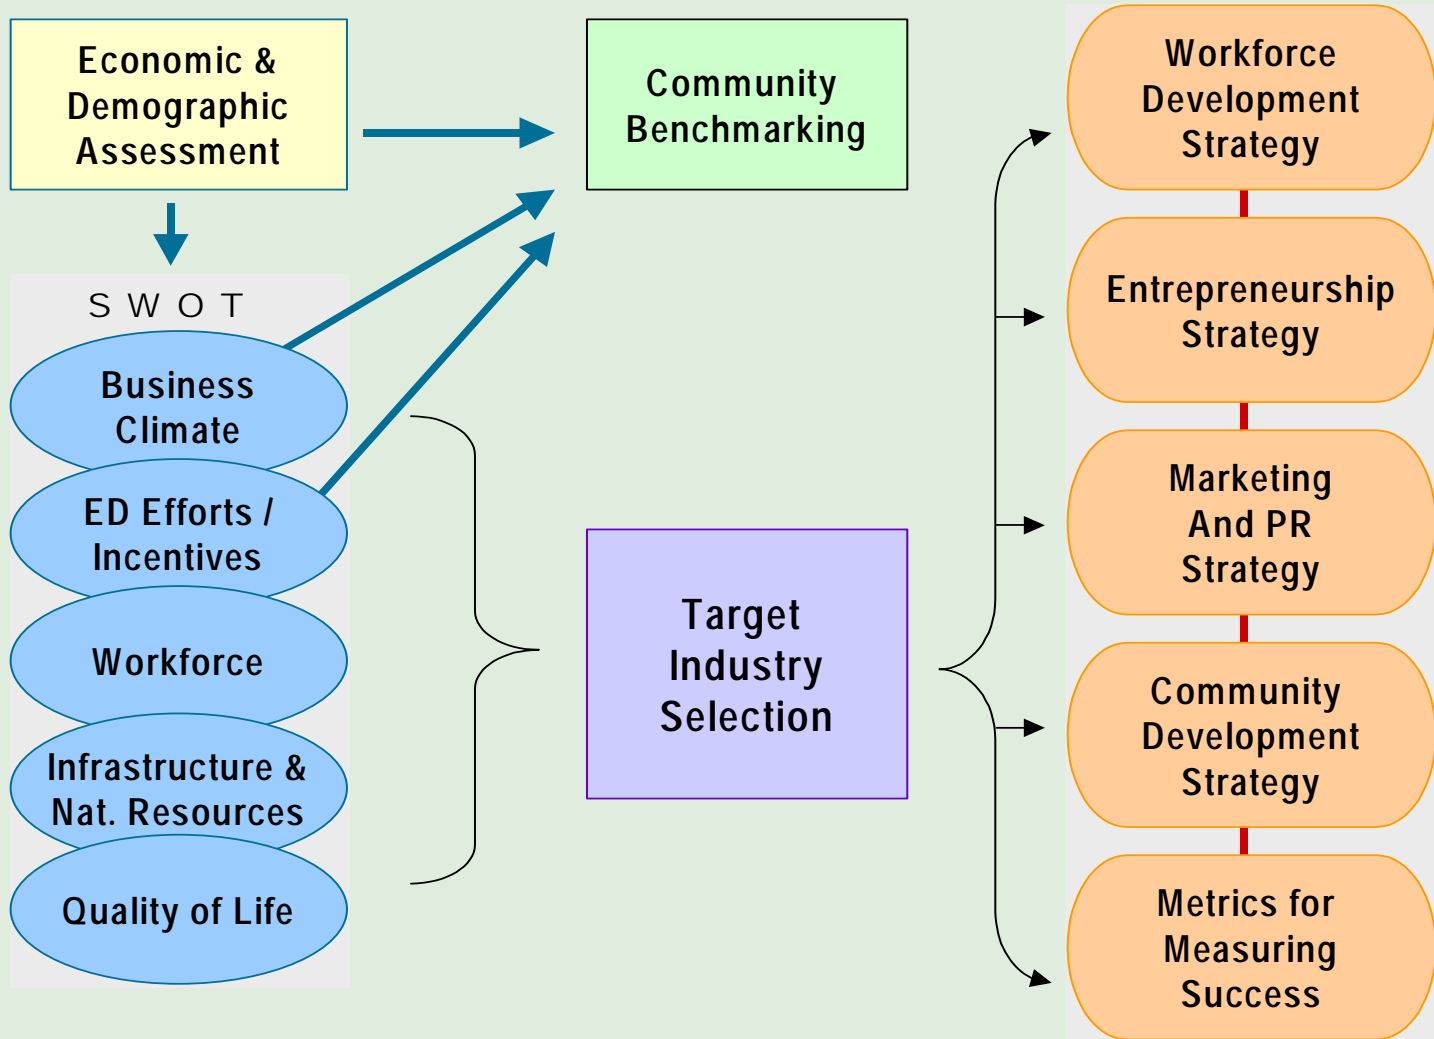 Economic &
Demographic
Assessment
Community
Benchmarking
S W O T
Business
Climate
ED Efforts /
Incentives
Workforce
Infrastructure &
Nat. Resources
Quality of Life
Target
Industry
Selection
Workforce
Development
Strategy
Entrepreneurship
Strategy
Marketing
And PR
Strategy
Community
Development
Strategy
Metrics for
Measuring
Success